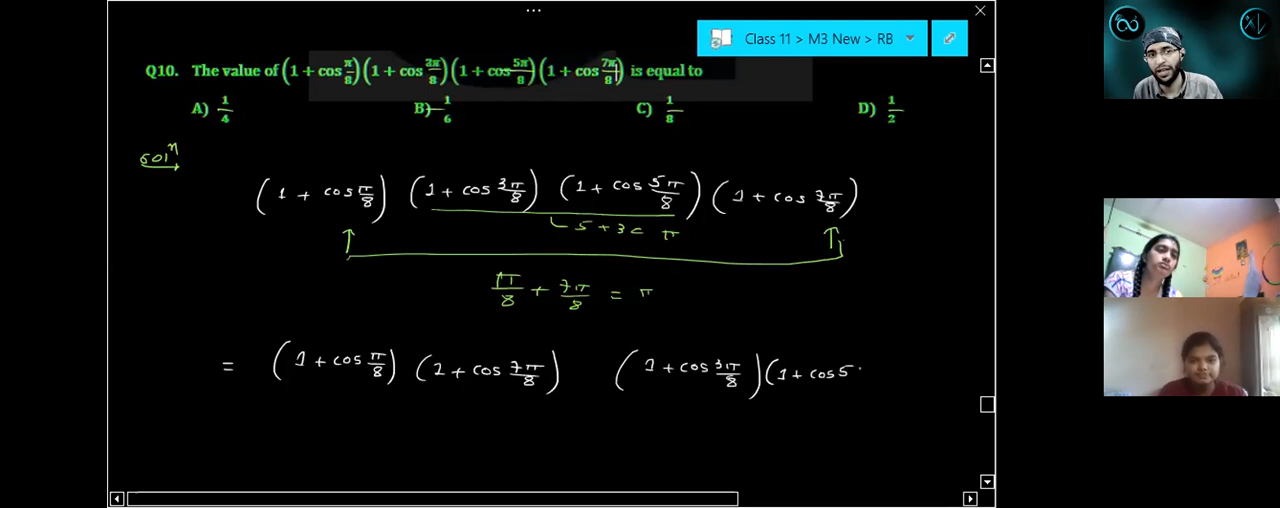 Class 11 > M3 New > RB
Q10. The value of (1 + cos π/8)(1 + cos 3π/8)(1 + cos 5π/8)(1 + cos 7π/8) is equal to
A) 1/4 B) 1/6 C) 1/8 D) 1/2
solⁿ
(1 + cos π/8) (1 + cos 3π/8) (1 + cos 5π/8) (1 + cos 7π/8)
5 + 3 = π
π/8 + 7π/8 = π
= (1 + cos π/8) (1 + cos 7π/8) (1 + cos 3π/8) (1 + cos 5